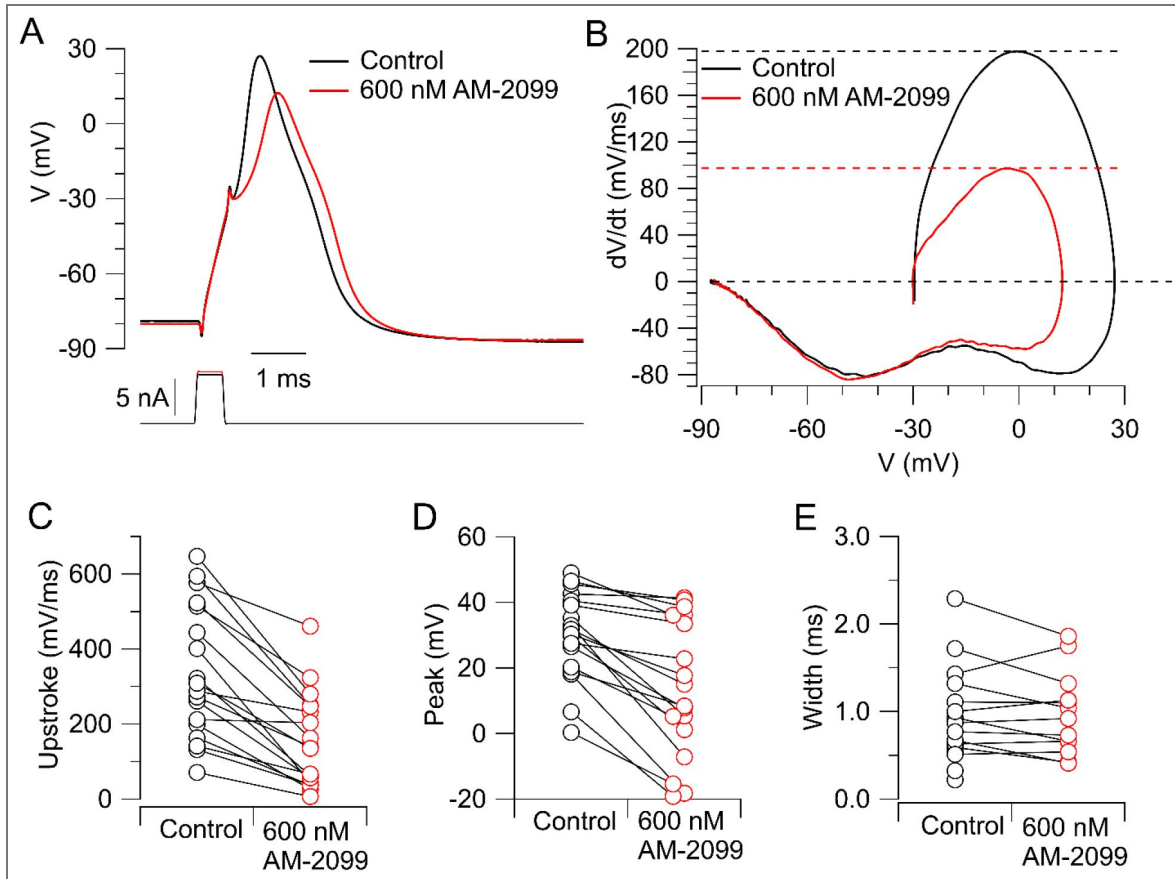 A
30
0
-30
-60
-90
V (mV)
Control
600 nM AM-2099
1 ms
5 nA
B
200
160
120
80
40
0
-40
-80
dV/dt (mV/ms)
Control
600 nM AM-2099
-90
-60
-30
0
30
V (mV)
C
600
400
200
0
Upstroke (mV/ms)
Control
600 nM
AM-2099
D
60
40
20
0
-20
Peak (mV)
Control
600 nM
AM-2099
E
3.0
2.0
1.0
0.0
Width (ms)
Control
600 nM
AM-2099